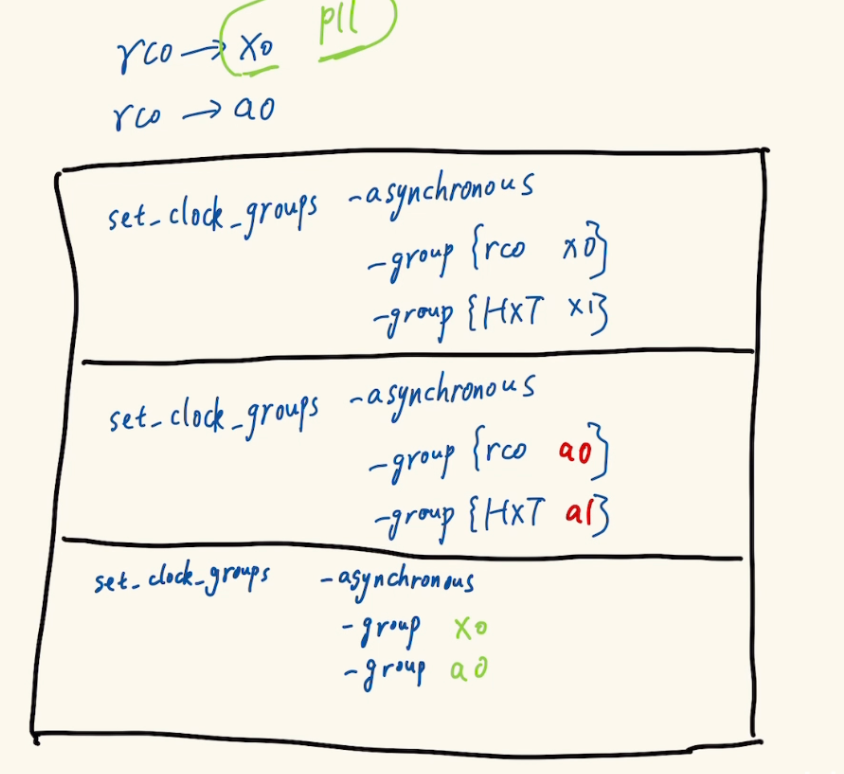 pll
rco → x0
rco → a0
set_clock_groups -asynchronous
-group {rco x0}
-group {HXT x1}
set_clock_groups -asynchronous
-group {rco a0}
-group {HXT a1}
set_clock_groups -asynchronous
-group x0
-group a0